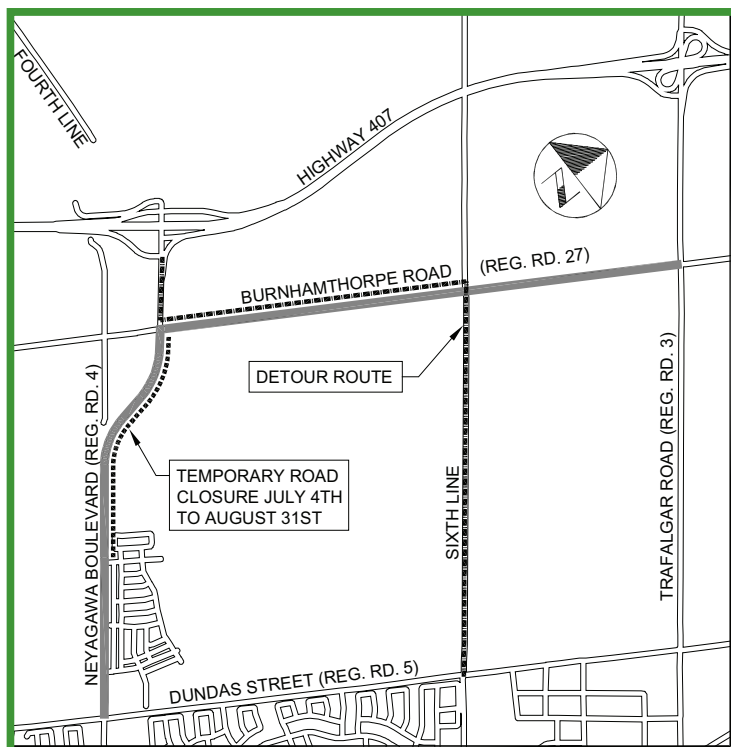 FOURTH LINE
HIGHWAY 407
BURNHAMTHORPE ROAD
(REG. RD. 27)
DETOUR ROUTE
TEMPORARY ROAD
CLOSURE JULY 4TH
TO AUGUST 31ST
NEYAGAWA BOULEVARD (REG. RD. 4)
SIXTH LINE
TRAFALGAR ROAD (REG. RD. 3)
DUNDAS STREET (REG. RD. 5)